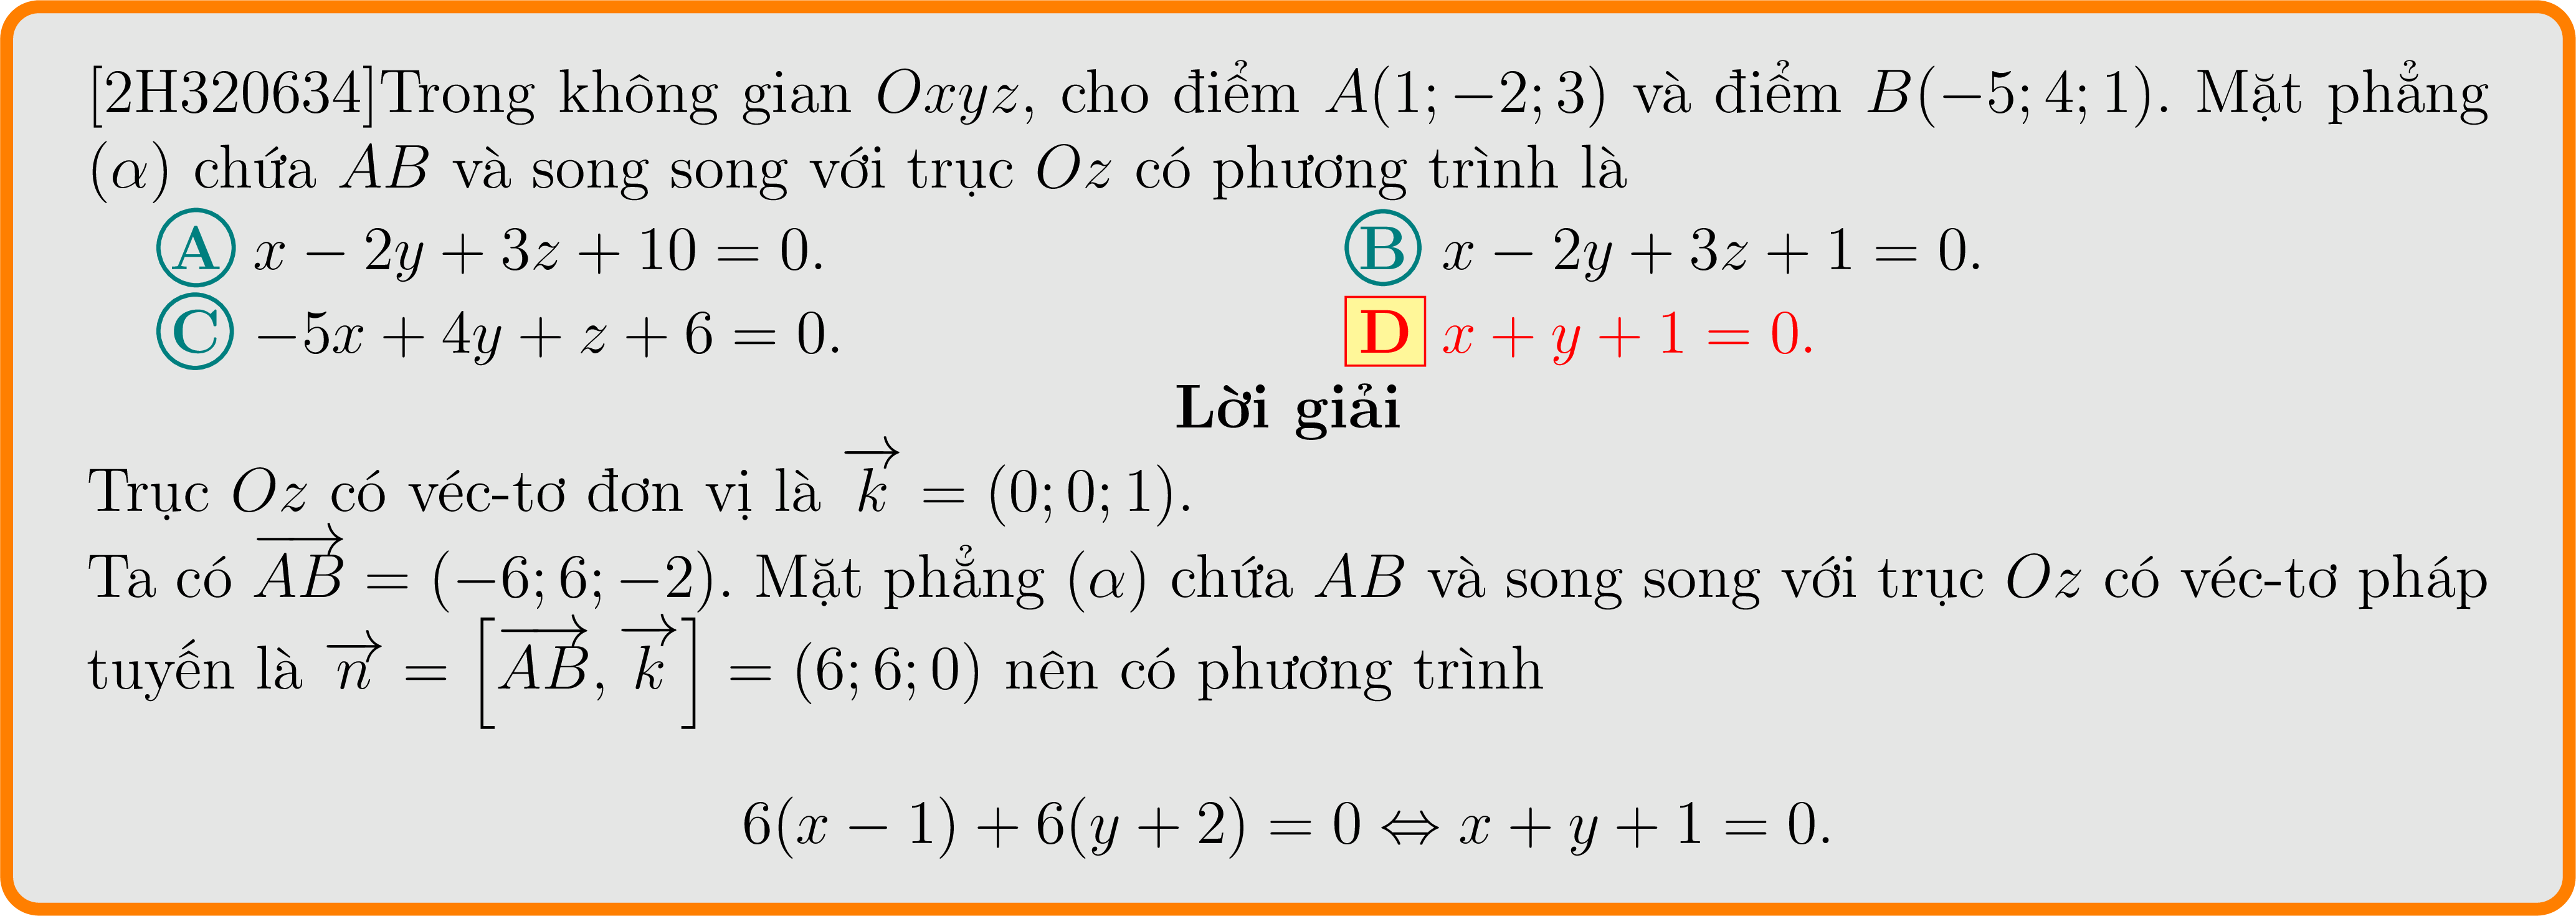 [2H320634]Trong không gian Oxyz, cho điểm A(1; −2; 3) và điểm B(−5; 4; 1). Mặt phẳng
(α) chứa AB và song song với trục Oz có phương trình là
A x − 2y + 3z + 10 = 0. B x − 2y + 3z + 1 = 0.
C −5x + 4y + z + 6 = 0. D x + y + 1 = 0.
Lời giải
Trục Oz có véc-tơ đơn vị là \overrightarrow{k} = (0; 0; 1).
Ta có \overrightarrow{AB} = (−6; 6; −2). Mặt phẳng (α) chứa AB và song song với trục Oz có véc-tơ pháp
tuyến là \overrightarrow{n} = [\overrightarrow{AB}, \overrightarrow{k}] = (6; 6; 0) nên có phương trình
6(x − 1) + 6(y + 2) = 0 ⇔ x + y + 1 = 0.